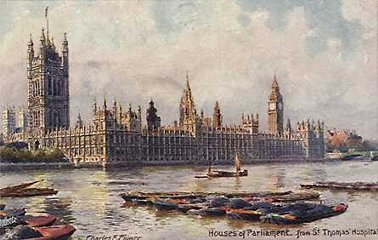 Houses of Parliament. from St Thomas' Hospital
Charles E. Flower